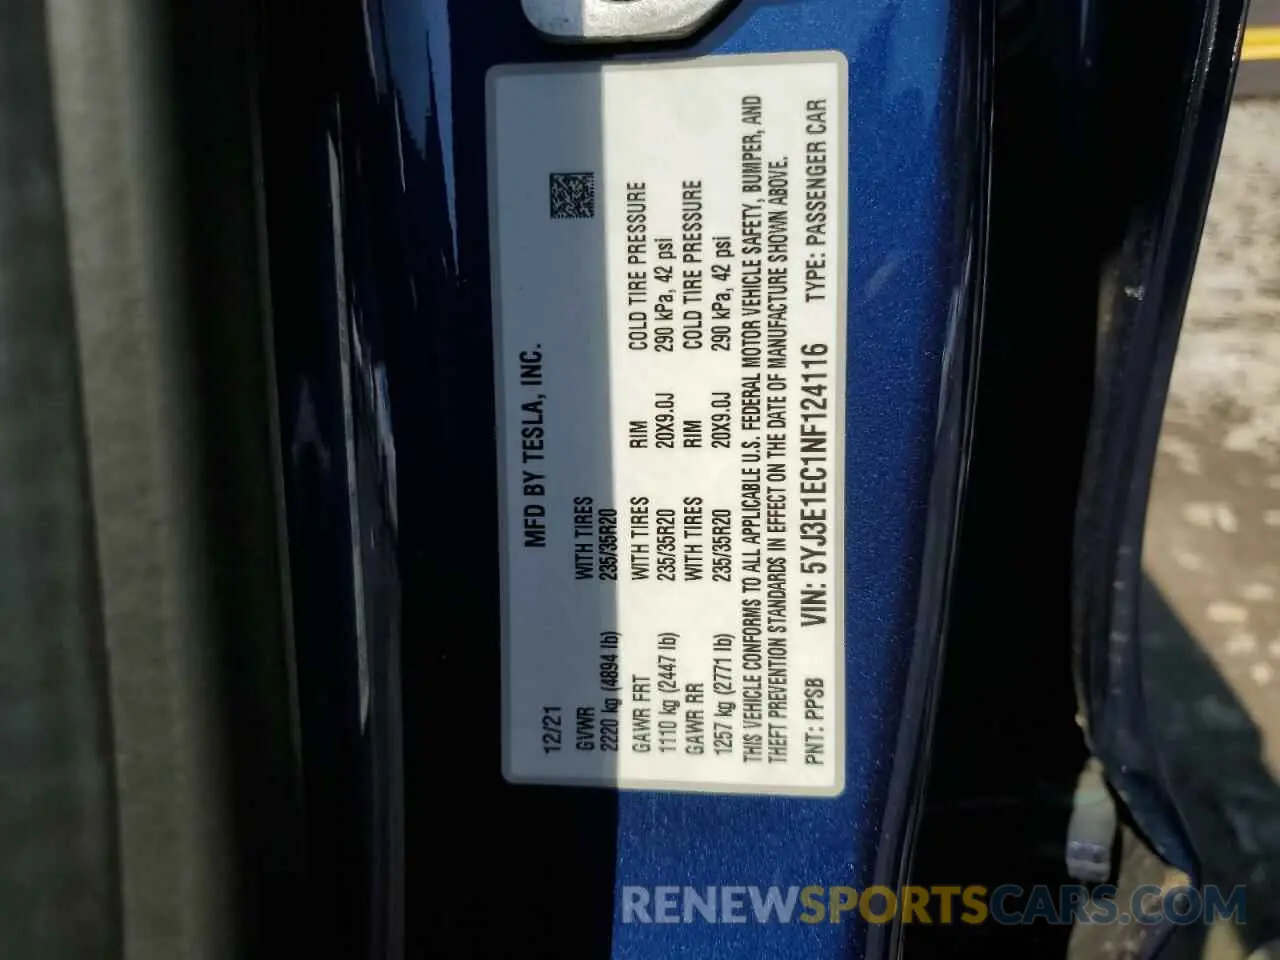 MFD BY TESLA, INC.
12/21
GVWR WITH TIRES
2220 kg (4894 lb) 235/35R20
GAWR FRT WITH TIRES RIM COLD TIRE PRESSURE
1110 kg (2447 lb) 235/35R20 20X9.0J 290 kPa, 42 psi
GAWR RR WITH TIRES RIM COLD TIRE PRESSURE
1257 kg (2771 lb) 235/35R20 20X9.0J 290 kPa, 42 psi
THIS VEHICLE CONFORMS TO ALL APPLICABLE U.S. FEDERAL MOTOR VEHICLE SAFETY, BUMPER, AND
THEFT PREVENTION STANDARDS IN EFFECT ON THE DATE OF MANUFACTURE SHOWN ABOVE.
PNT: PPSB VIN: 5YJ3E1EC1NF124116 TYPE: PASSENGER CAR
RENEWSPORTSCARS.COM